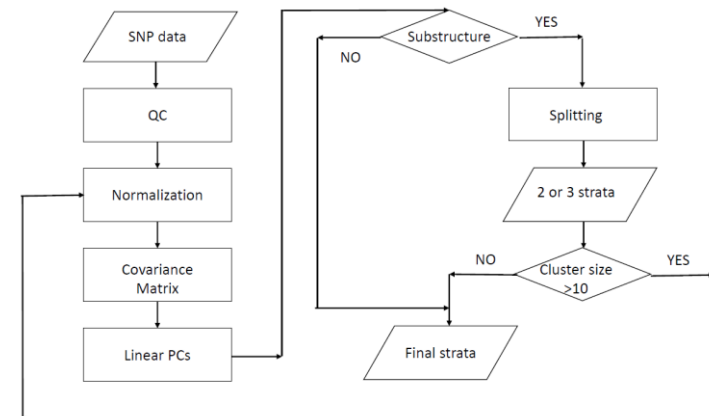 SNP data
QC
Normalization
Covariance
Matrix
Linear PCs
Substructure
YES
NO
Splitting
2 or 3 strata
NO
Cluster size
>10
YES
Final strata